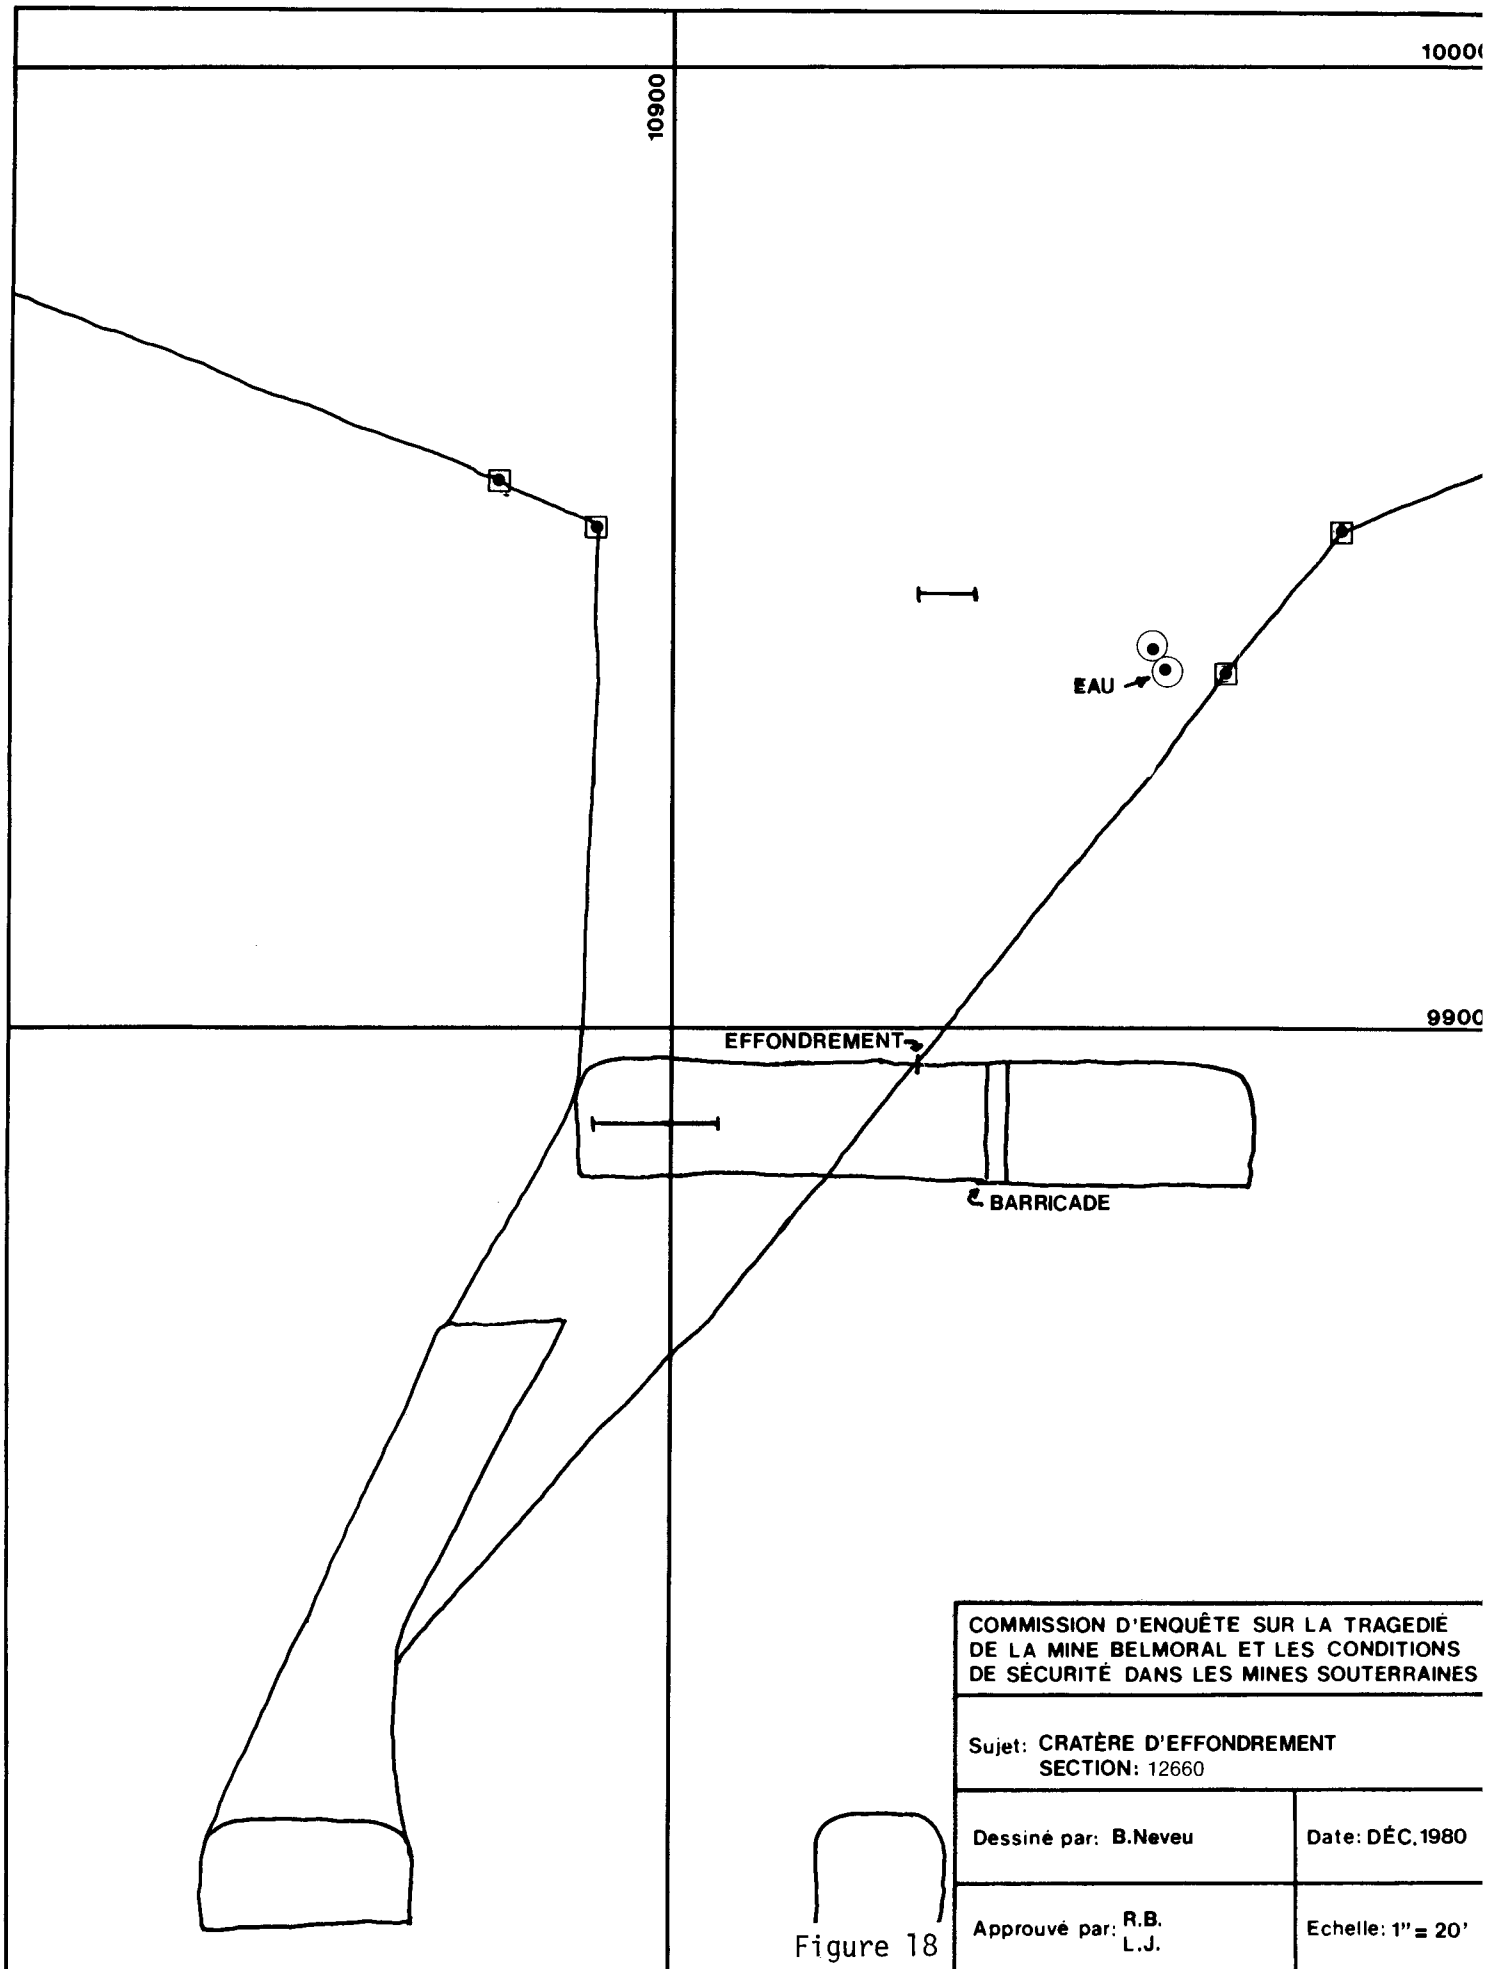 1000
10900
EAU
9900
EFFONDREMENT
BARRICADE
COMMISSION D'ENQUÊTE SUR LA TRAGEDIÉ
DE LA MINE BELMORAL ET LES CONDITIONS
DE SÉCURITÉ DANS LES MINES SOUTERRAINES
Sujet: CRATÈRE D'EFFONDREMENT
SECTION: 12660
Dessiné par: B.Neveu
Date: DÉC.1980
Approuvé par: R.B.
L.J.
Echelle: 1" = 20'
Figure 18